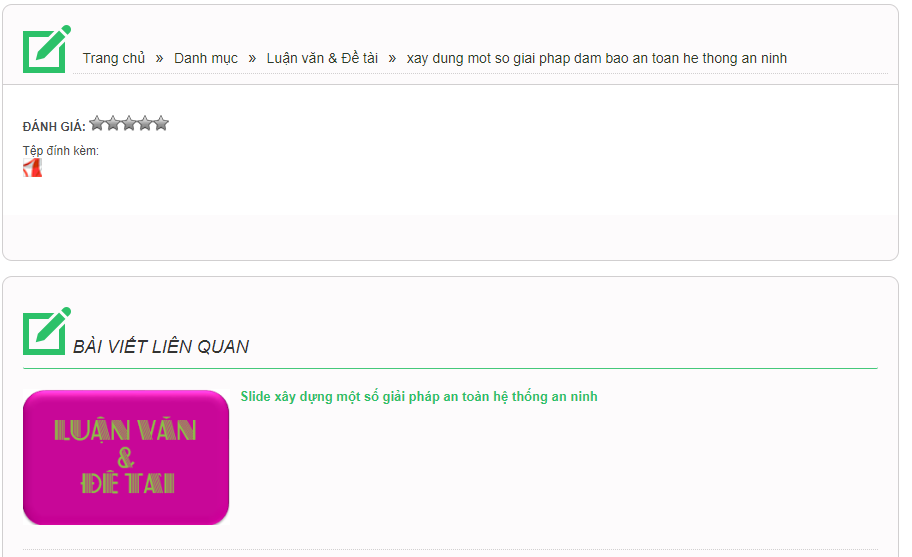 Trang chủ » Danh mục » Luận văn & Đề tài » xay dung mot so giai phap dam bao an toan he thong an ninh
ĐÁNH GIÁ:
Tệp đính kèm:
BÀI VIẾT LIÊN QUAN
Slide xây dựng một số giải pháp an toàn hệ thống an ninh
LUẬN VĂN
&
ĐỀ TAI